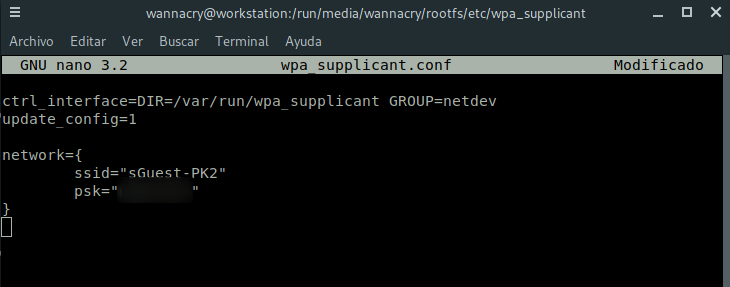 wannacry@workstation:/run/media/wannacry/rootfs/etc/wpa_supplicant
Archivo Editar Ver Buscar Terminal Ayuda
GNU nano 3.2 wpa_supplicant.conf Modificado
ctrl_interface=DIR=/var/run/wpa_supplicant GROUP=netdev
update_config=1
network={
ssid="sGuest-PK2"
psk=" "
}